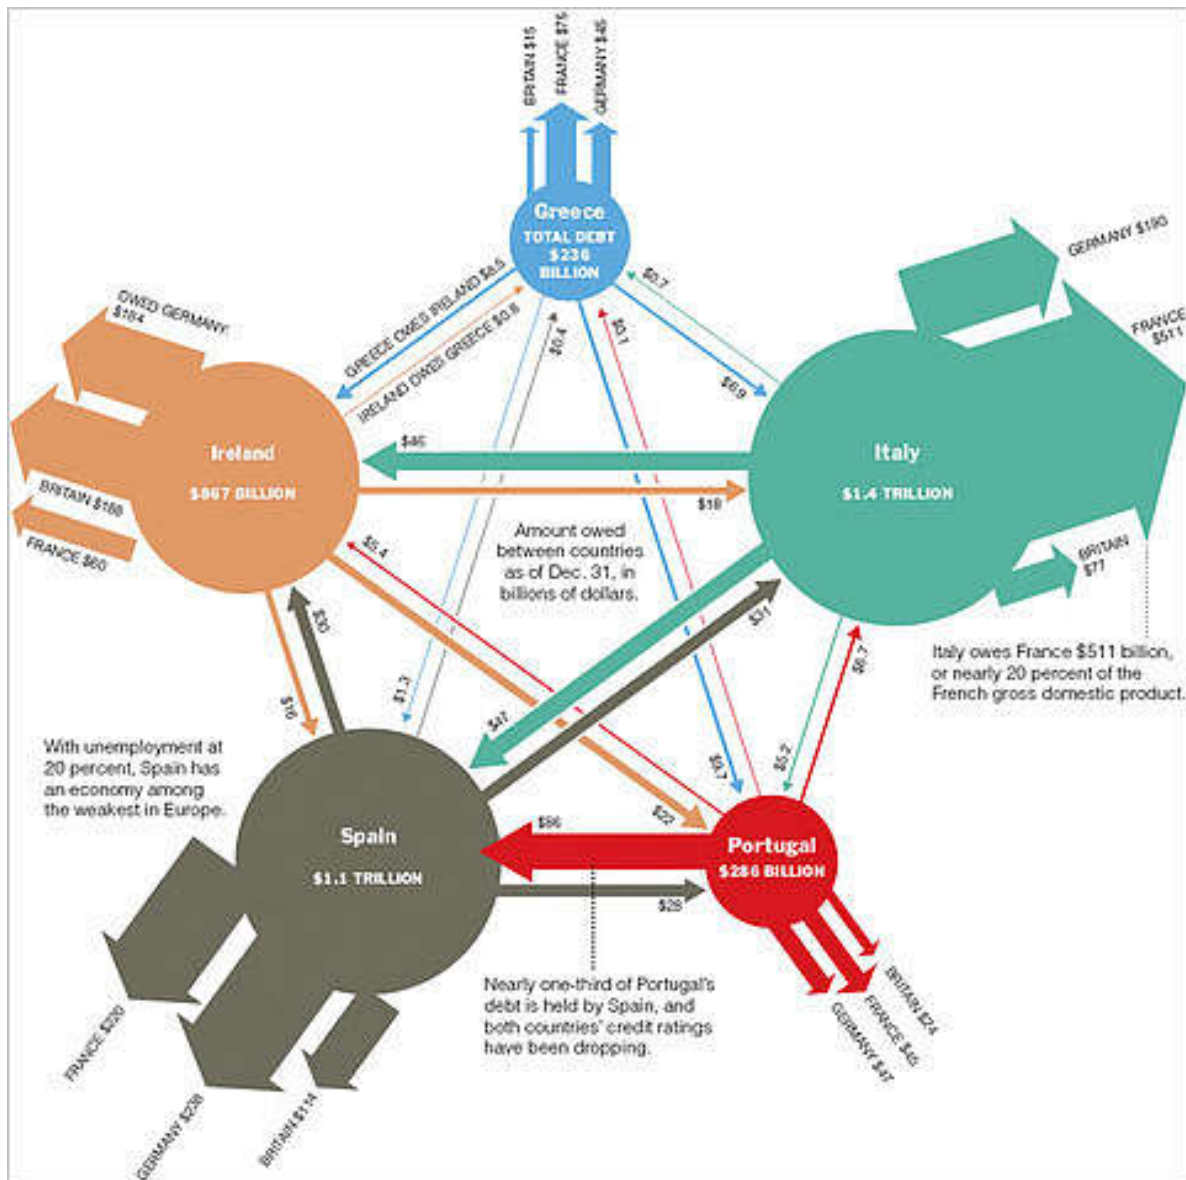 BRITAIN $15
FRANCE $75
GERMANY $45
Greece
TOTAL DEBT
$236
BILLION
GREECE OWED IRELAND $8.5
IRELAND OWED GREECE $0.8
$0.4
$0.1
$0.7
$6.9
OWED GERMANY
$184
Ireland
$867 BILLION
BRITAIN $188
FRANCE $60
GERMANY $190
FRANCE
$511
Italy
$1.4 TRILLION
BRITAIN
$77
$46
$18
Amount owed
between countries
as of Dec. 31, in
billions of dollars.
Italy owes France $511 billion,
or nearly 20 percent of the
French gross domestic product.
$5.4
$30
$16
$1.3
$47
$31
$9.7
$5.2
$6.7
$22
With unemployment at
20 percent, Spain has
an economy among
the weakest in Europe.
Spain
$1.1 TRILLION
$86
$28
Portugal
$286 BILLION
Nearly one-third of Portugal's
debt is held by Spain, and
both countries' credit ratings
have been dropping.
FRANCE $220
GERMANY $238
BRITAIN $114
BRITAIN $24
FRANCE $45
GERMANY $47